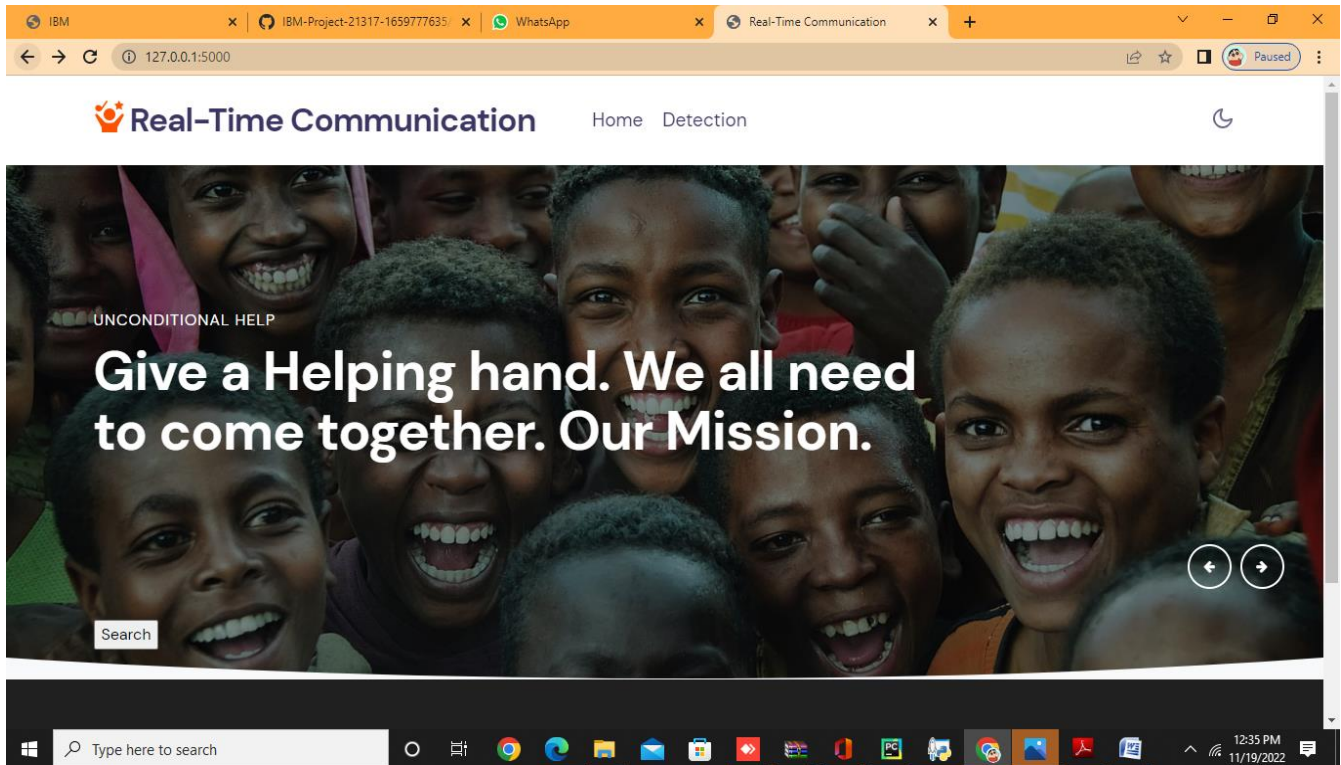 IBM
IBM-Project-21317-1659777635/
WhatsApp
Real-Time Communication
127.0.0.1:5000
Paused
Real-Time Communication
Home
Detection
UNCONDITIONAL HELP
Give a Helping hand. We all need
to come together. Our Mission.
Search
Type here to search
PC
12:35 PM
11/19/2022